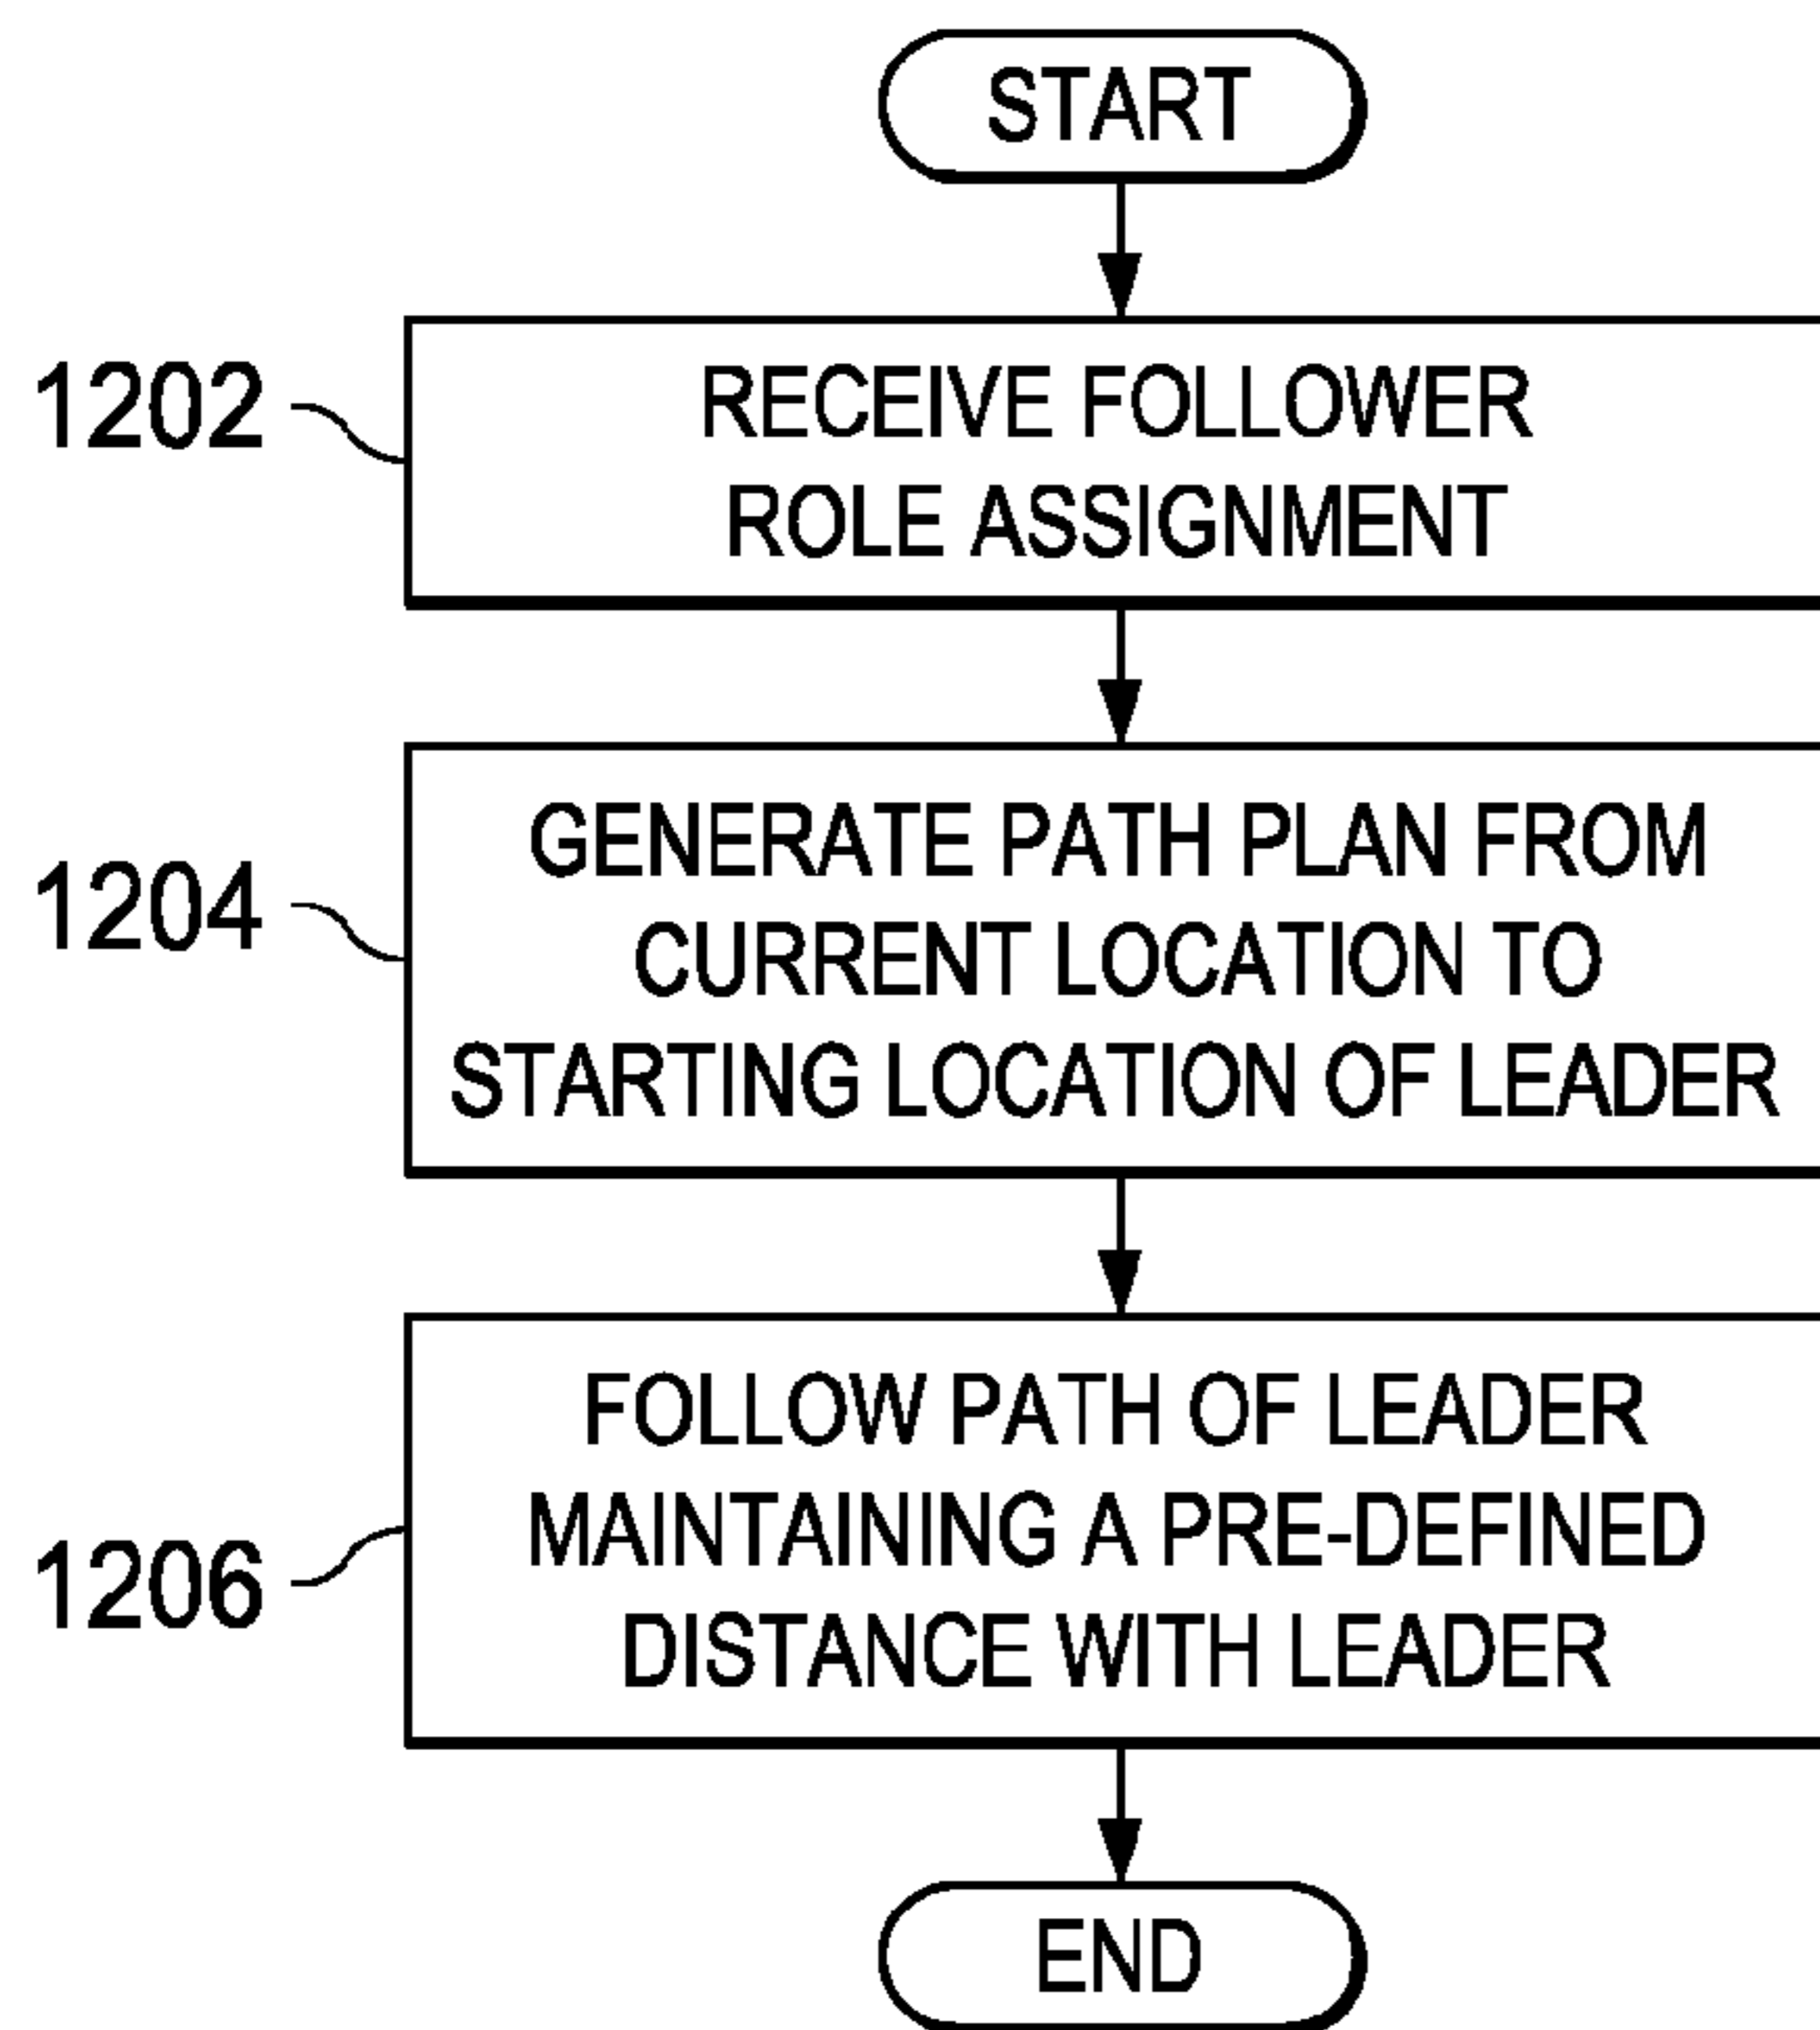 START
1202
RECEIVE FOLLOWER
ROLE ASSIGNMENT
1204
GENERATE PATH PLAN FROM
CURRENT LOCATION TO
STARTING LOCATION OF LEADER
1206
FOLLOW PATH OF LEADER
MAINTAINING A PRE-DEFINED
DISTANCE WITH LEADER
END